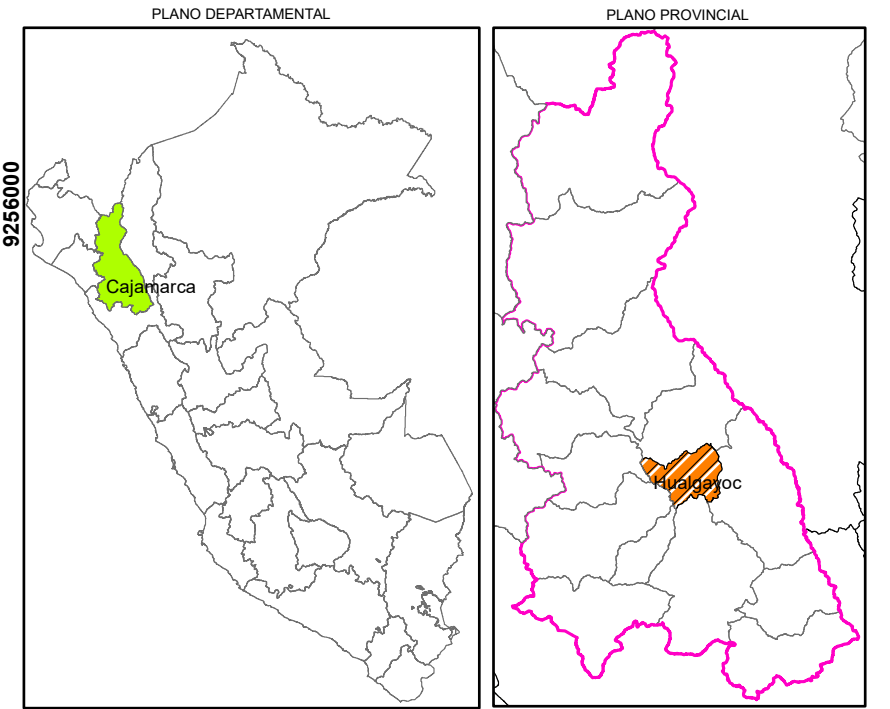 PLANO DEPARTAMENTAL
PLANO PROVINCIAL
9256000
Cajamarca
Hualgayoc